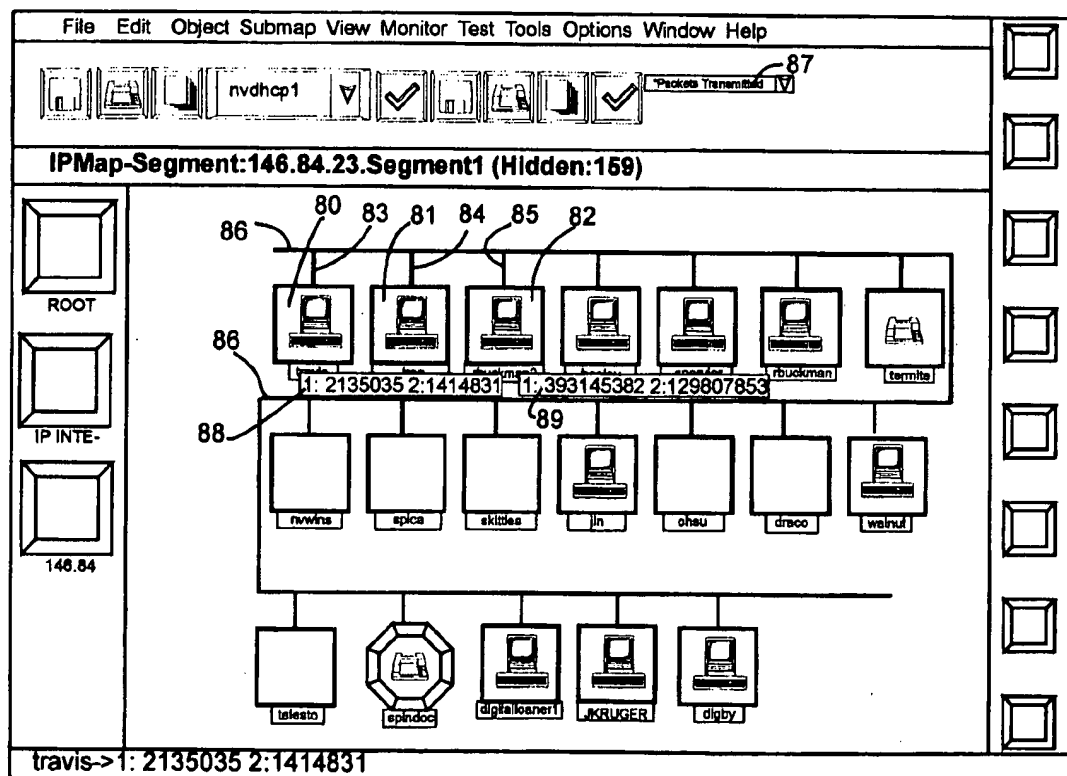 File Edit Object Submap View Monitor Test Tools Options Window Help
87
nvdhcp1
"Packets Transmitted
IPMap-Segment:146.84.23.Segment1 (Hidden:159)
80 83 81 84 85 82
86
ROOT
rbuckman
termite
86
1: 2135035 2:1414831
1: 393145382 2:129807853
88
89
IP INTE-
nvwins
spica
skittles
jln
ohsu
draco
walnut
146.84
telesto
spindoc
digitalloaner1
JKRUGER
digby
travis->1: 2135035 2:1414831